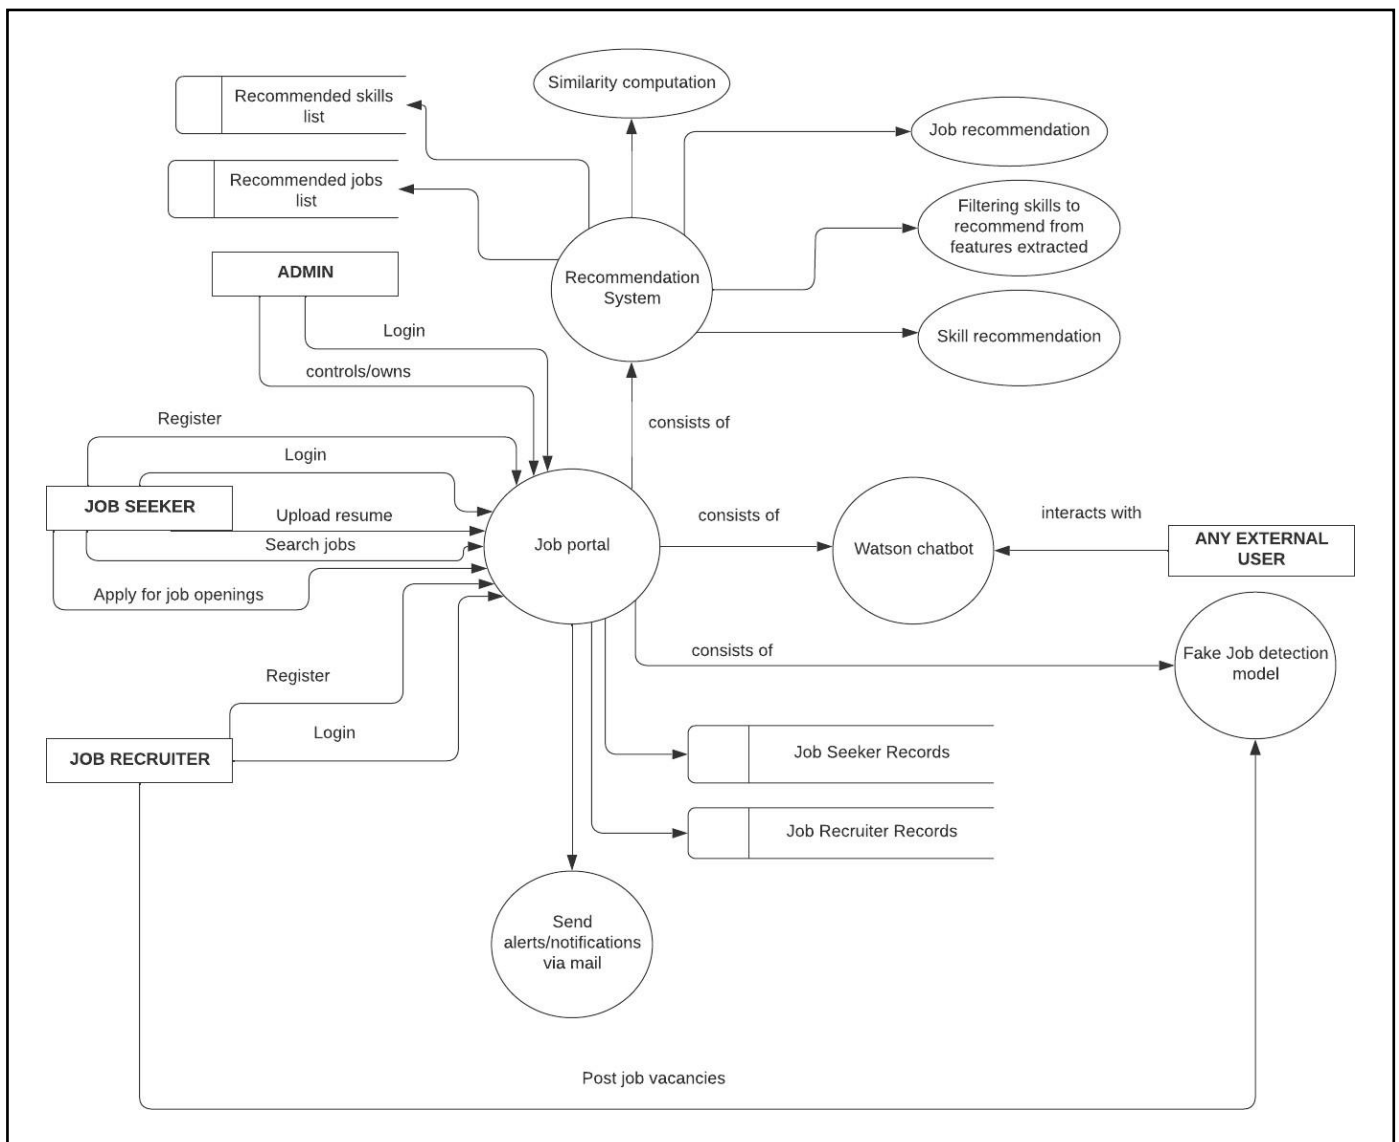 Similarity computation
Recommended skills
list
Job recommendation
Recommended jobs
list
Filtering skills to
recommend from
features extracted
ADMIN
Recommendation
System
Login
Skill recommendation
controls/owns
Register
consists of
Login
JOB SEEKER
Upload resume
consists of
interacts with
Search jobs
Job portal
Watson chatbot
ANY EXTERNAL
USER
Apply for job openings
consists of
Fake Job detection
model
Register
Login
JOB RECRUITER
Job Seeker Records
Job Recruiter Records
Send
alerts/notifications
via mail
Post job vacancies